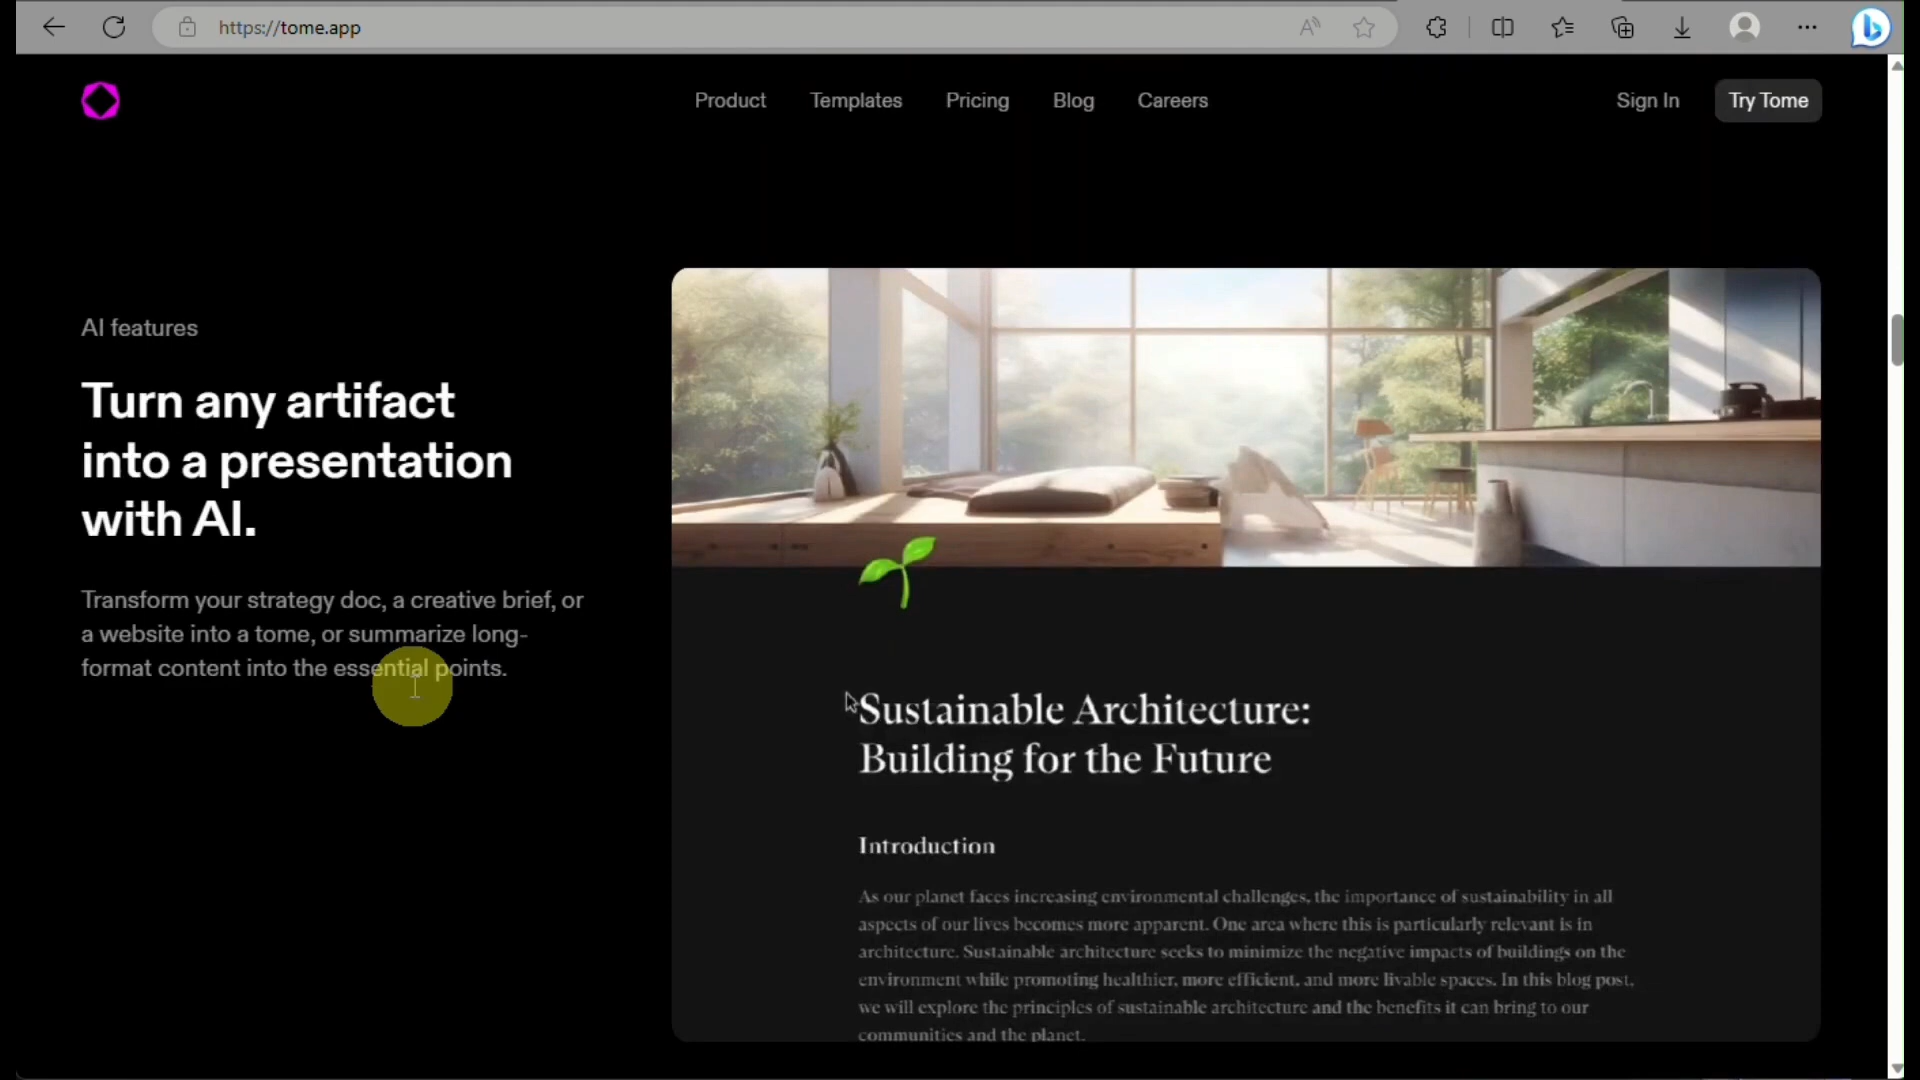 https://tome.app
Product Templates Pricing Blog Careers Sign In Try Tome
AI features
Turn any artifact
into a presentation
with AI.
Transform your strategy doc, a creative brief, or
a website into a tome, or summarize long-
format content into the essential points.
Sustainable Architecture:
Building for the Future
Introduction
As our planet faces increasing environmental challenges, the importance of sustainability in all
aspects of our lives becomes more apparent. One area where this is particularly relevant is in
architecture. Sustainable architecture seeks to minimize the negative impacts of buildings on the
environment while promoting healthier, more efficient, and more livable spaces. In this blog post,
we will explore the principles of sustainable architecture and the benefits it can bring to our
communities and the planet.